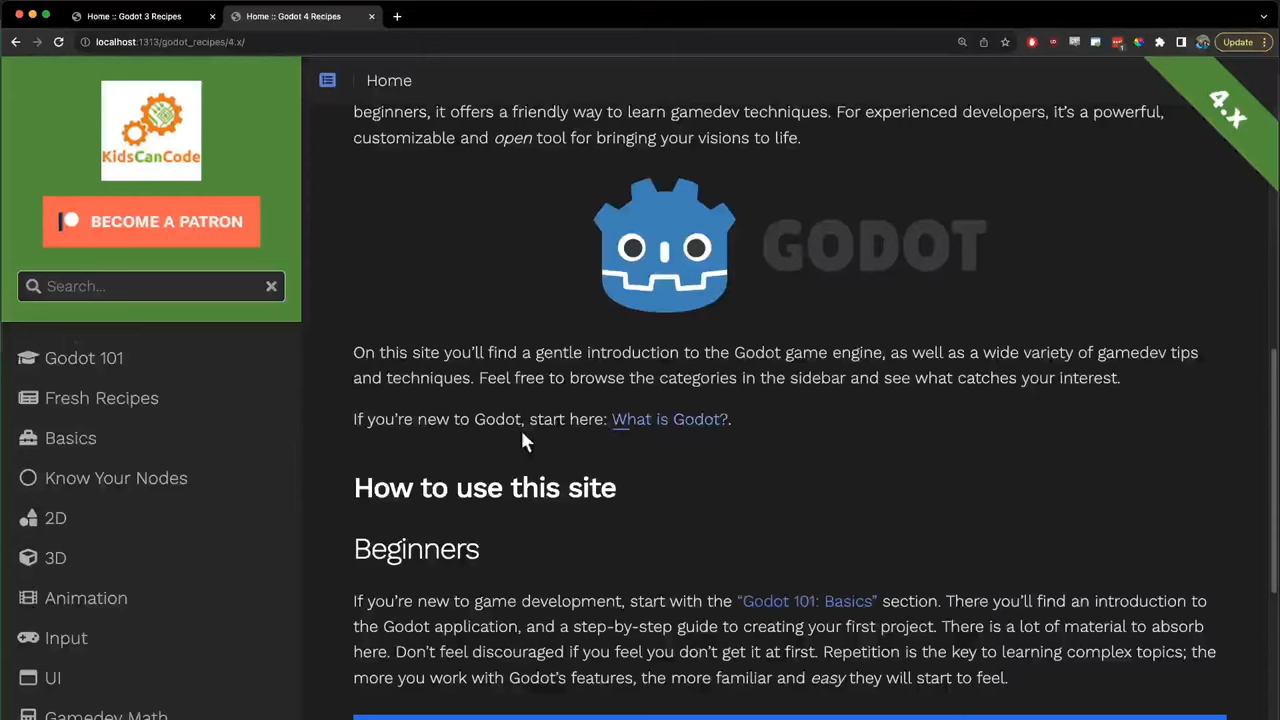 Home :: Godot 3 Recipes
Home :: Godot 4 Recipes
localhost:1313/godot_recipes/4.x/
Update
KidsCanCode
BECOME A PATRON
Search...
Godot 101
Fresh Recipes
Basics
Know Your Nodes
2D
3D
Animation
Input
UI
Gamedev Math
Home
4.x
beginners, it offers a friendly way to learn gamedev techniques. For experienced developers, it's a powerful,
customizable and open tool for bringing your visions to life.
GODOT
On this site you'll find a gentle introduction to the Godot game engine, as well as a wide variety of gamedev tips
and techniques. Feel free to browse the categories in the sidebar and see what catches your interest.
If you're new to Godot, start here: What is Godot?.
How to use this site
Beginners
If you're new to game development, start with the "Godot 101: Basics" section. There you'll find an introduction to
the Godot application, and a step-by-step guide to creating your first project. There is a lot of material to absorb
here. Don't feel discouraged if you feel you don't get it at first. Repetition is the key to learning complex topics; the
more you work with Godot's features, the more familiar and easy they will start to feel.